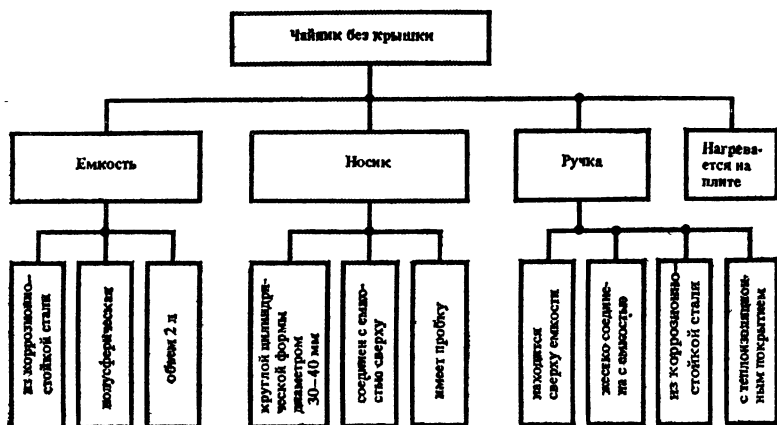 Чайник без крышки
Емкость
Носик
Ручка
Нагрева-
ется на
плите
из коррозионно-
стойкой стали
полусферическая
объем 2 л
круглой цилиндри-
ческой формы
диаметром
30–40 мм
соединен с емко-
стью сверху
имеет пробку
находится
сверху емкости
жестко соедине-
на с емкостью
из коррозионно-
стойкой стали
с теплоизоляцион-
ным покрытием